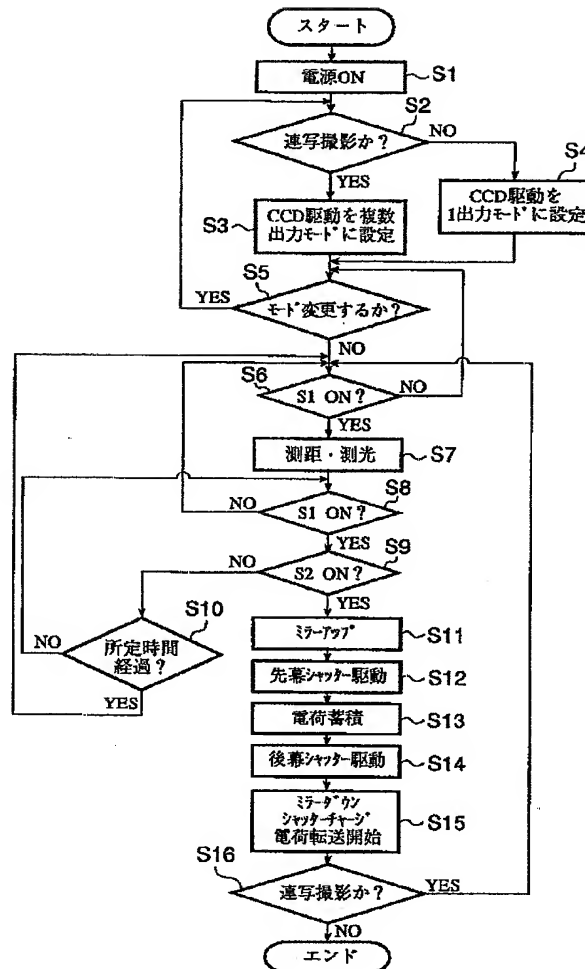 スタート
電源ON
S1
S2
連写撮影か?
NO
S4
YES
CCD駆動を
1出力モードに設定
S3
CCD駆動を複数
出力モードに設定
S5
YES
モード変更するか?
NO
S6
S1 ON?
NO
YES
測距・測光
S7
NO
S1 ON?
S8
YES
NO
S2 ON?
S9
YES
S10
NO
所定時間
経過?
YES
ミラーアップ
S11
先幕シャッター駆動
S12
電荷蓄積
S13
後幕シャッター駆動
S14
ミラーダウン
シャッターチャージ
電荷転送開始
S15
S16
連写撮影か?
YES
NO
エンド